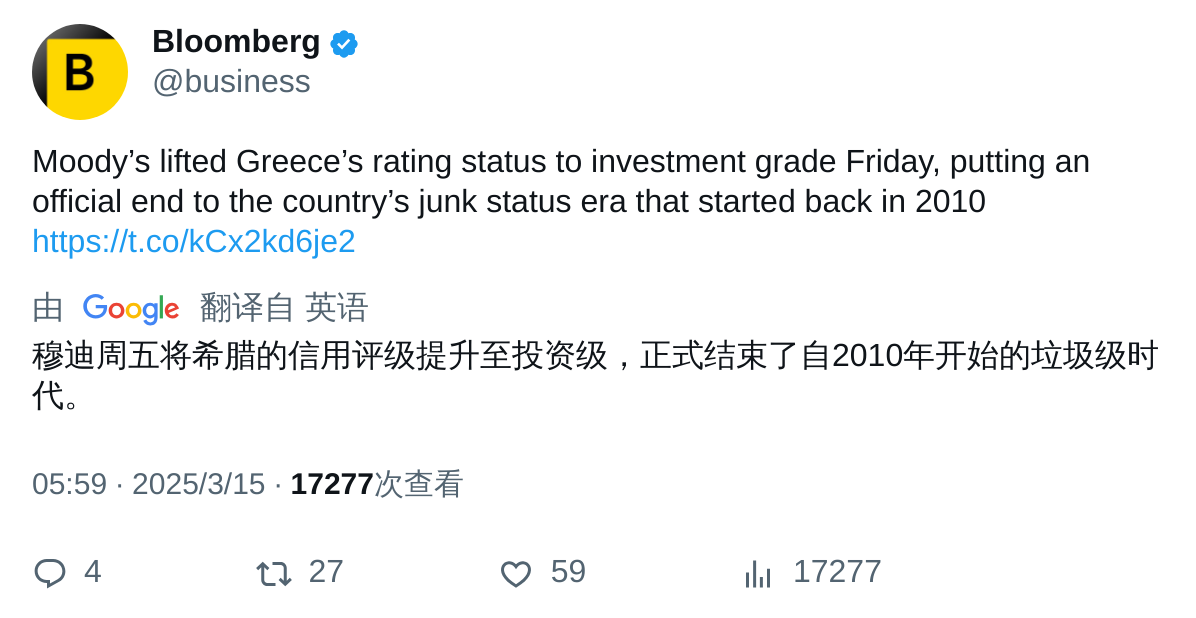 B
Bloomberg
@business
Moody’s lifted Greece’s rating status to investment grade Friday, putting an
official end to the country’s junk status era that started back in 2010
https://t.co/kCx2kd6je2
由 Google 翻译自 英语
穆迪周五将希腊的信用评级提升至投资级，正式结束了自2010年开始的垃圾级时
代。
05:59 · 2025/3/15 · 17277次查看
4 27 59 17277